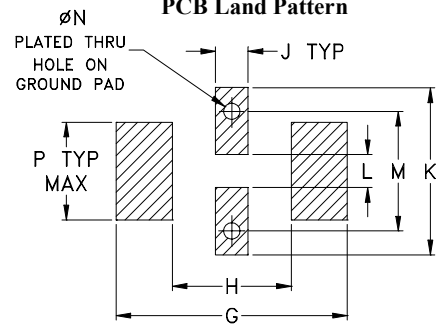 PCB Land Pattern
ØN
PLATED THRU
HOLE ON
GROUND PAD
J TYP
P TYP
MAX
L
M
K
H
G